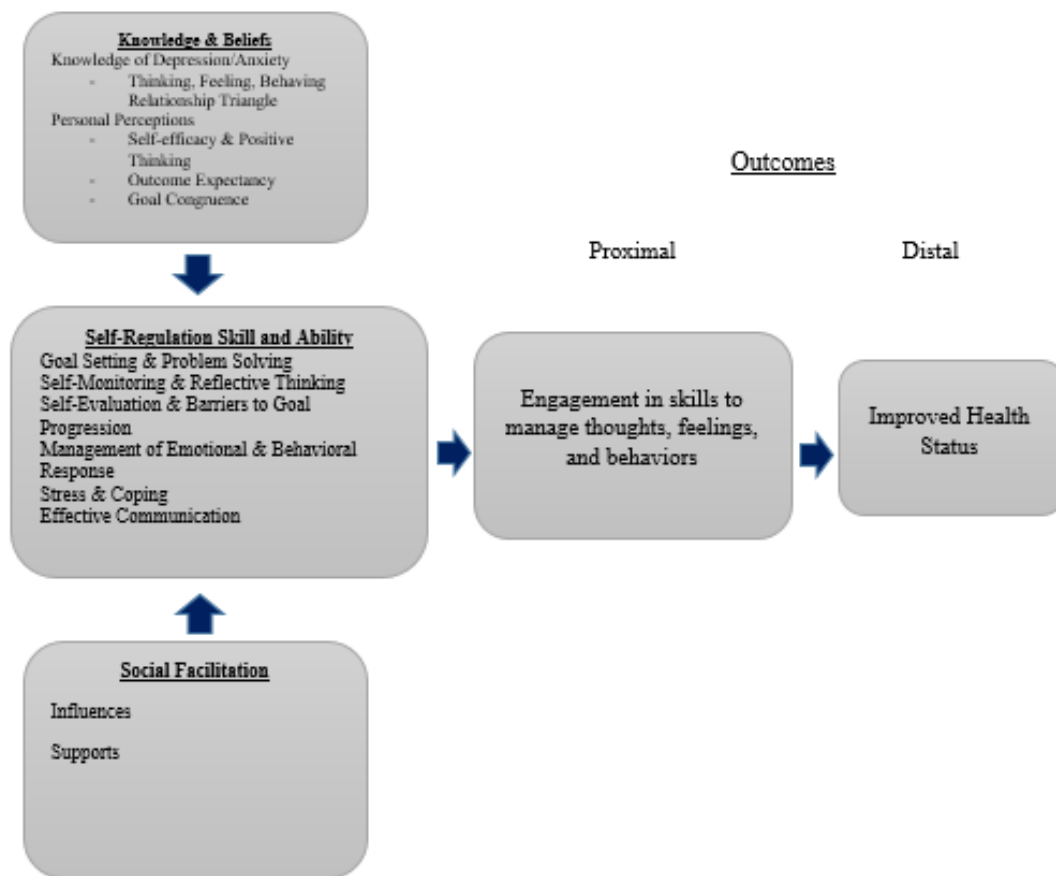 Knowledge & Beliefs
Knowledge of Depression/Anxiety
- Thinking, Feeling, Behaving
Relationship Triangle
Personal Perceptions
- Self-efficacy & Positive
Thinking
- Outcome Expectancy
- Goal Congruence
Outcomes
Proximal
Distal
Self-Regulation Skill and Ability
Goal Setting & Problem Solving
Self-Monitoring & Reflective Thinking
Self-Evaluation & Barriers to Goal
Progression
Management of Emotional & Behavioral
Response
Stress & Coping
Effective Communication
Engagement in skills to
manage thoughts, feelings,
and behaviors
Improved Health
Status
Social Facilitation
Influences
Supports